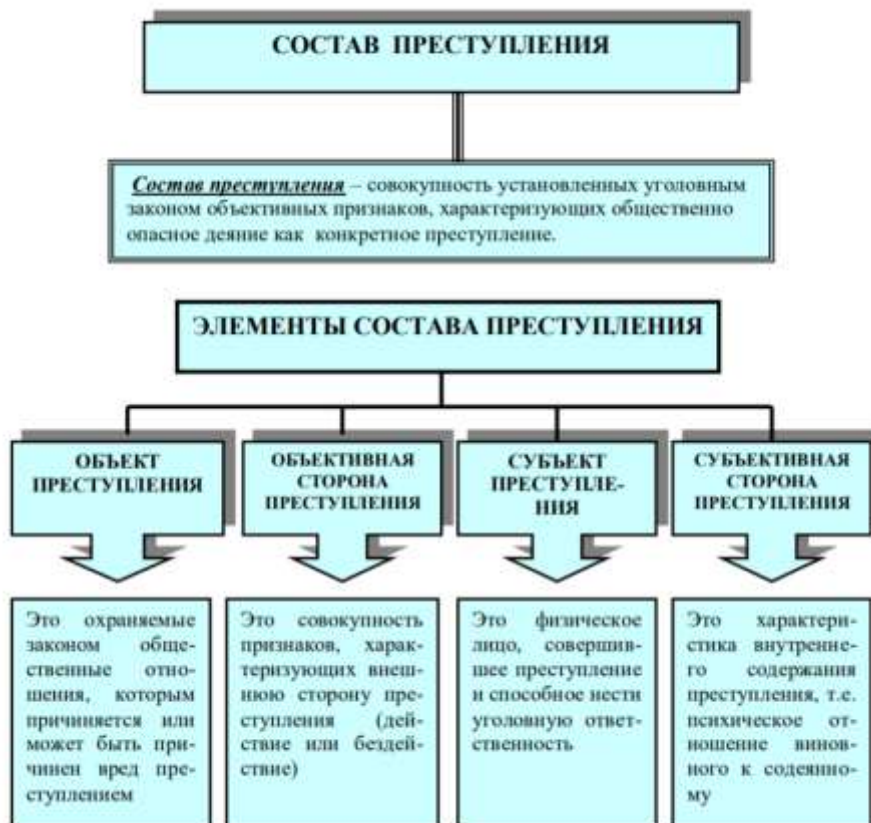 СОСТАВ ПРЕСТУПЛЕНИЯ
Состав преступления – совокупность установленных уголовным
законом объективных признаков, характеризующих общественно
опасное деяние как конкретное преступление.
ЭЛЕМЕНТЫ СОСТАВА ПРЕСТУПЛЕНИЯ
ОБЪЕКТ
ПРЕСТУПЛЕНИЯ
ОБЪЕКТИВНАЯ
СТОРОНА
ПРЕСТУПЛЕНИЯ
СУБЪЕКТ
ПРЕСТУПЛЕ-
НИЯ
СУБЪЕКТИВНАЯ
СТОРОНА
ПРЕСТУПЛЕНИЯ
Это охраняемые
законом обще-
ственные отно-
шения, которым
причиняется или
может быть при-
чинен вред пре-
ступлением
Это совокупность
признаков, харак-
теризующих внеш-
нюю сторону пре-
ступления (дей-
ствие или бездей-
ствие)
Это физическое
лицо, совершив-
шее преступление
и способное нести
уголовную ответ-
ственность
Это характери-
стика внутренне-
го содержания
преступления, т.е.
психическое от-
ношение винов-
ного к содеянно-
му